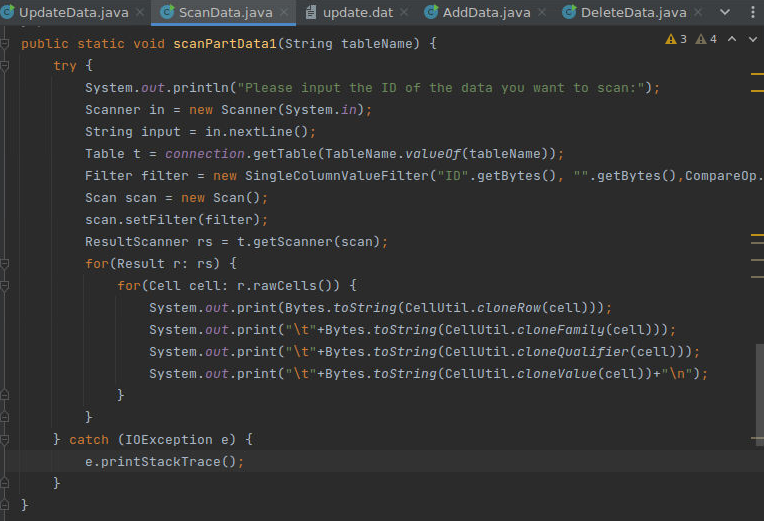 UpdateData.java × ScanData.java × update.dat × AddData.java × DeleteData.java ×
public static void scanPartData1(String tableName) {
3 4
try {
System.out.println("Please input the ID of the data you want to scan:");
Scanner in = new Scanner(System.in);
String input = in.nextLine();
Table t = connection.getTable(TableName.valueOf(tableName));
Filter filter = new SingleColumnValueFilter("ID".getBytes(), "".getBytes(),CompareOp.
Scan scan = new Scan();
scan.setFilter(filter);
ResultScanner rs = t.getScanner(scan);
for(Result r: rs) {
for(Cell cell: r.rawCells()) {
System.out.print(Bytes.toString(CellUtil.cloneRow(cell)));
System.out.print("\t"+Bytes.toString(CellUtil.cloneFamily(cell)));
System.out.print("\t"+Bytes.toString(CellUtil.cloneQualifier(cell)));
System.out.print("\t"+Bytes.toString(CellUtil.cloneValue(cell))+"\n");
}
}
} catch (IOException e) {
e.printStackTrace();
}
}